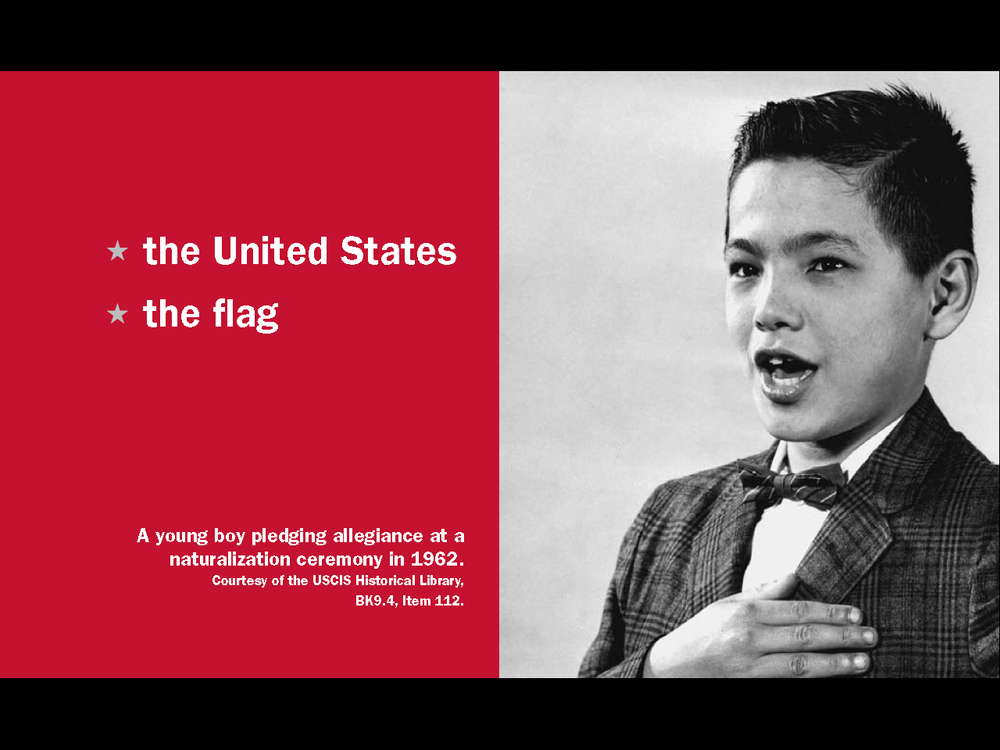 the United States
the flag
A young boy pledging allegiance at a
naturalization ceremony in 1962.
Courtesy of the USCIS Historical Library,
BK9.4, Item 112.